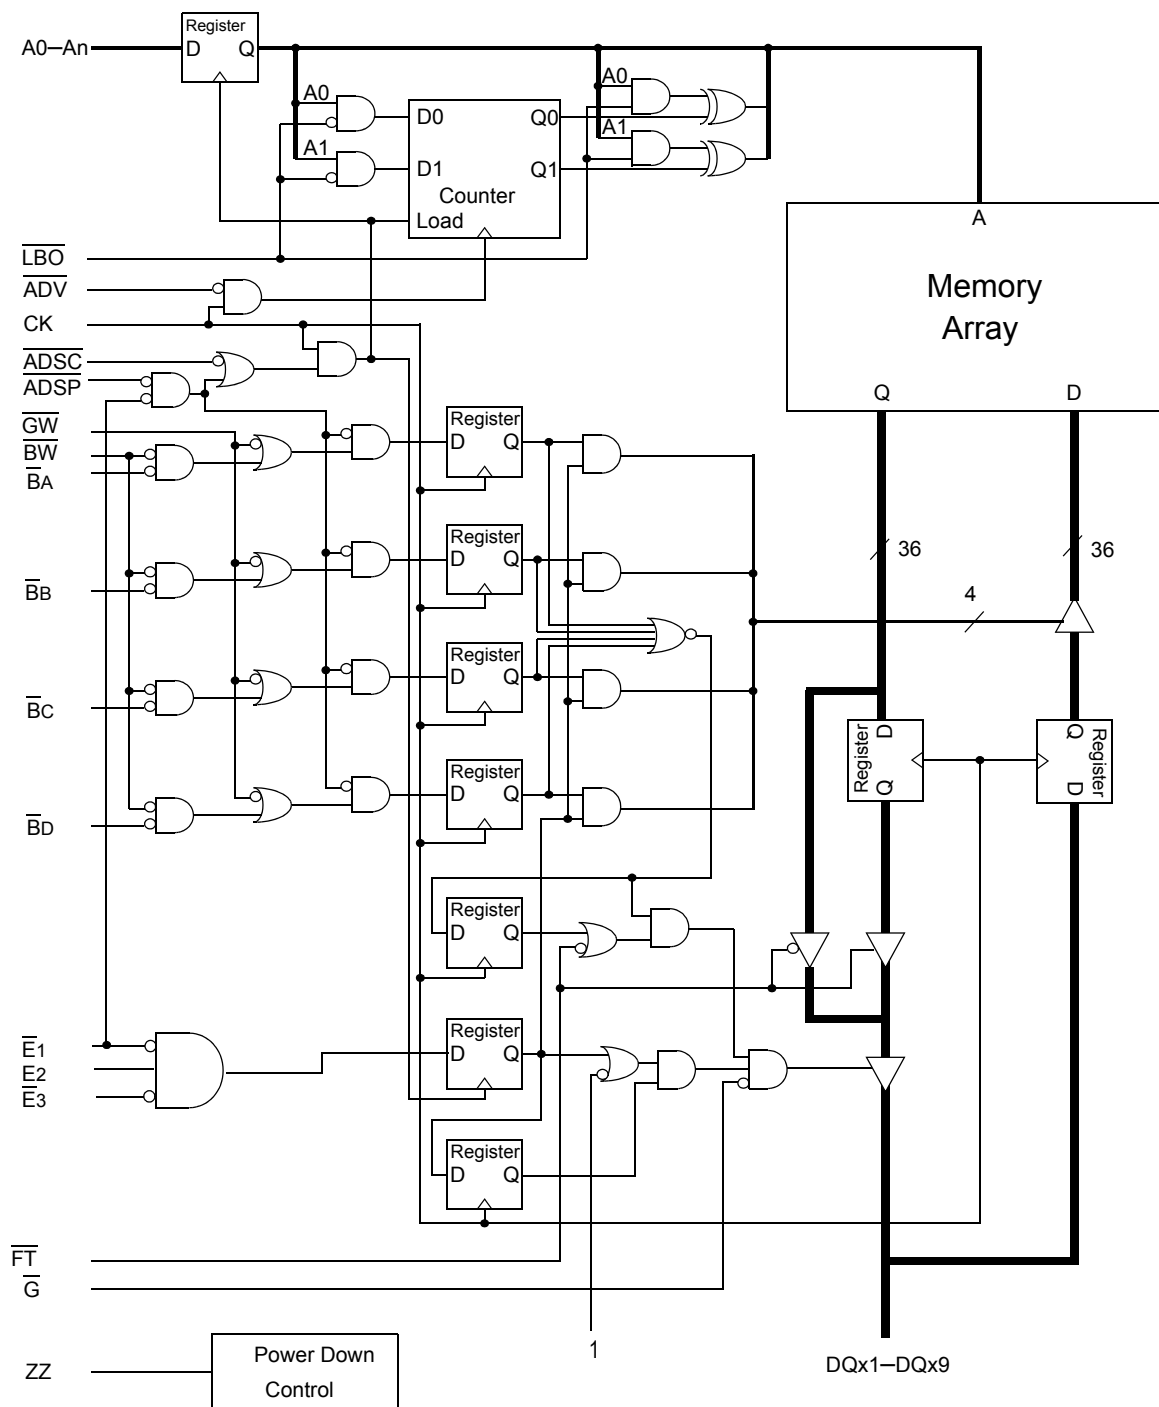 Register
A0–An
D Q
A0
A0
D0
Q0
A1
A1
D1
Q1
Counter
Load
A
LBO
ADV
Memory
Array
CK
ADSC
ADSP
Q D
GW
BW
BA
Register
D Q
Register
D Q
36
36
BB
4
Register
D Q
BC
D
Register
Q
Q
Register
D
Register
D Q
BD
Register
D Q
E1
E2
E3
Register
D Q
Register
D Q
FT
G
1
ZZ
Power Down
Control
DQx1–DQx9